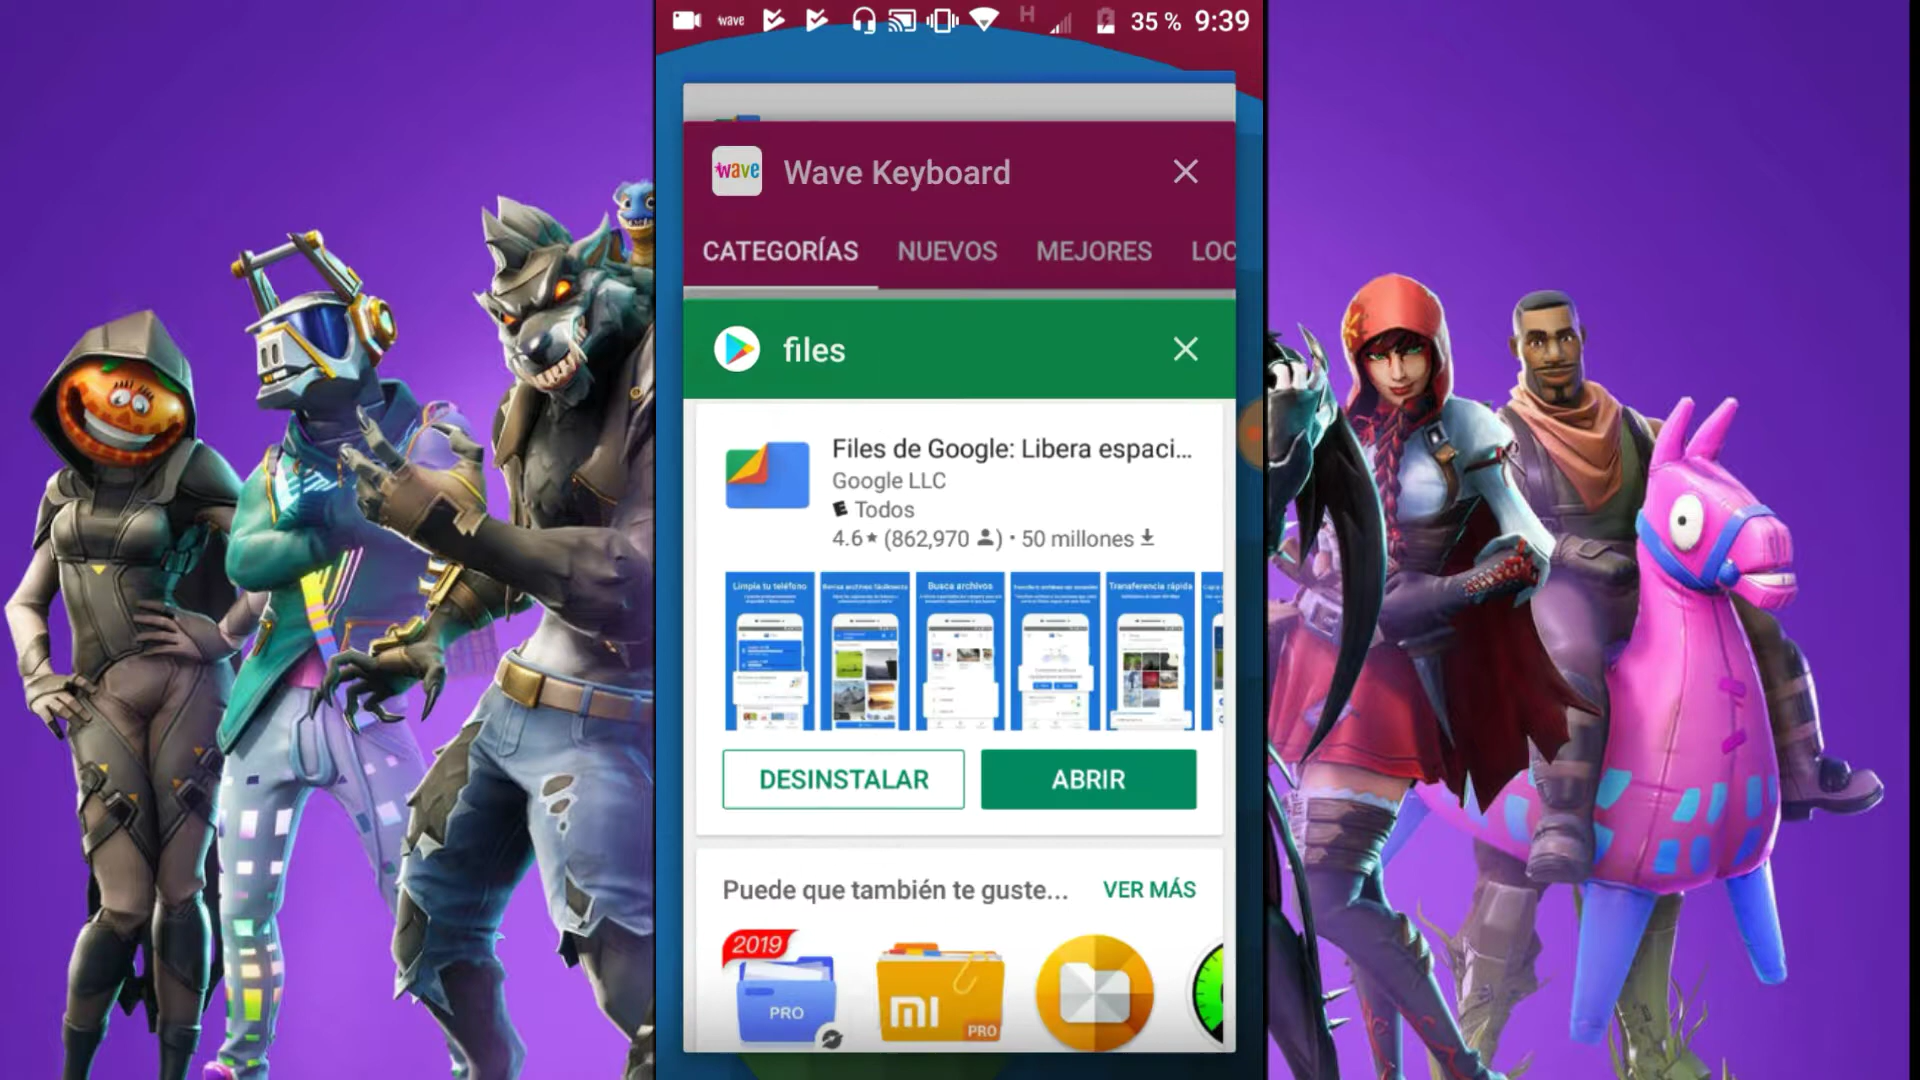 wave
H
35 % 9:39
wave Wave Keyboard
CATEGORÍAS NUEVOS MEJORES LOC
files
Files de Google: Libera espaci...
Google LLC
E Todos
4.6★ (862,970) • 50 millones
Limpia tu teléfono
Busca archivos
Transferencia rápida
DESINSTALAR ABRIR
Puede que también te guste... VER MÁS
2019
PRO
PRO